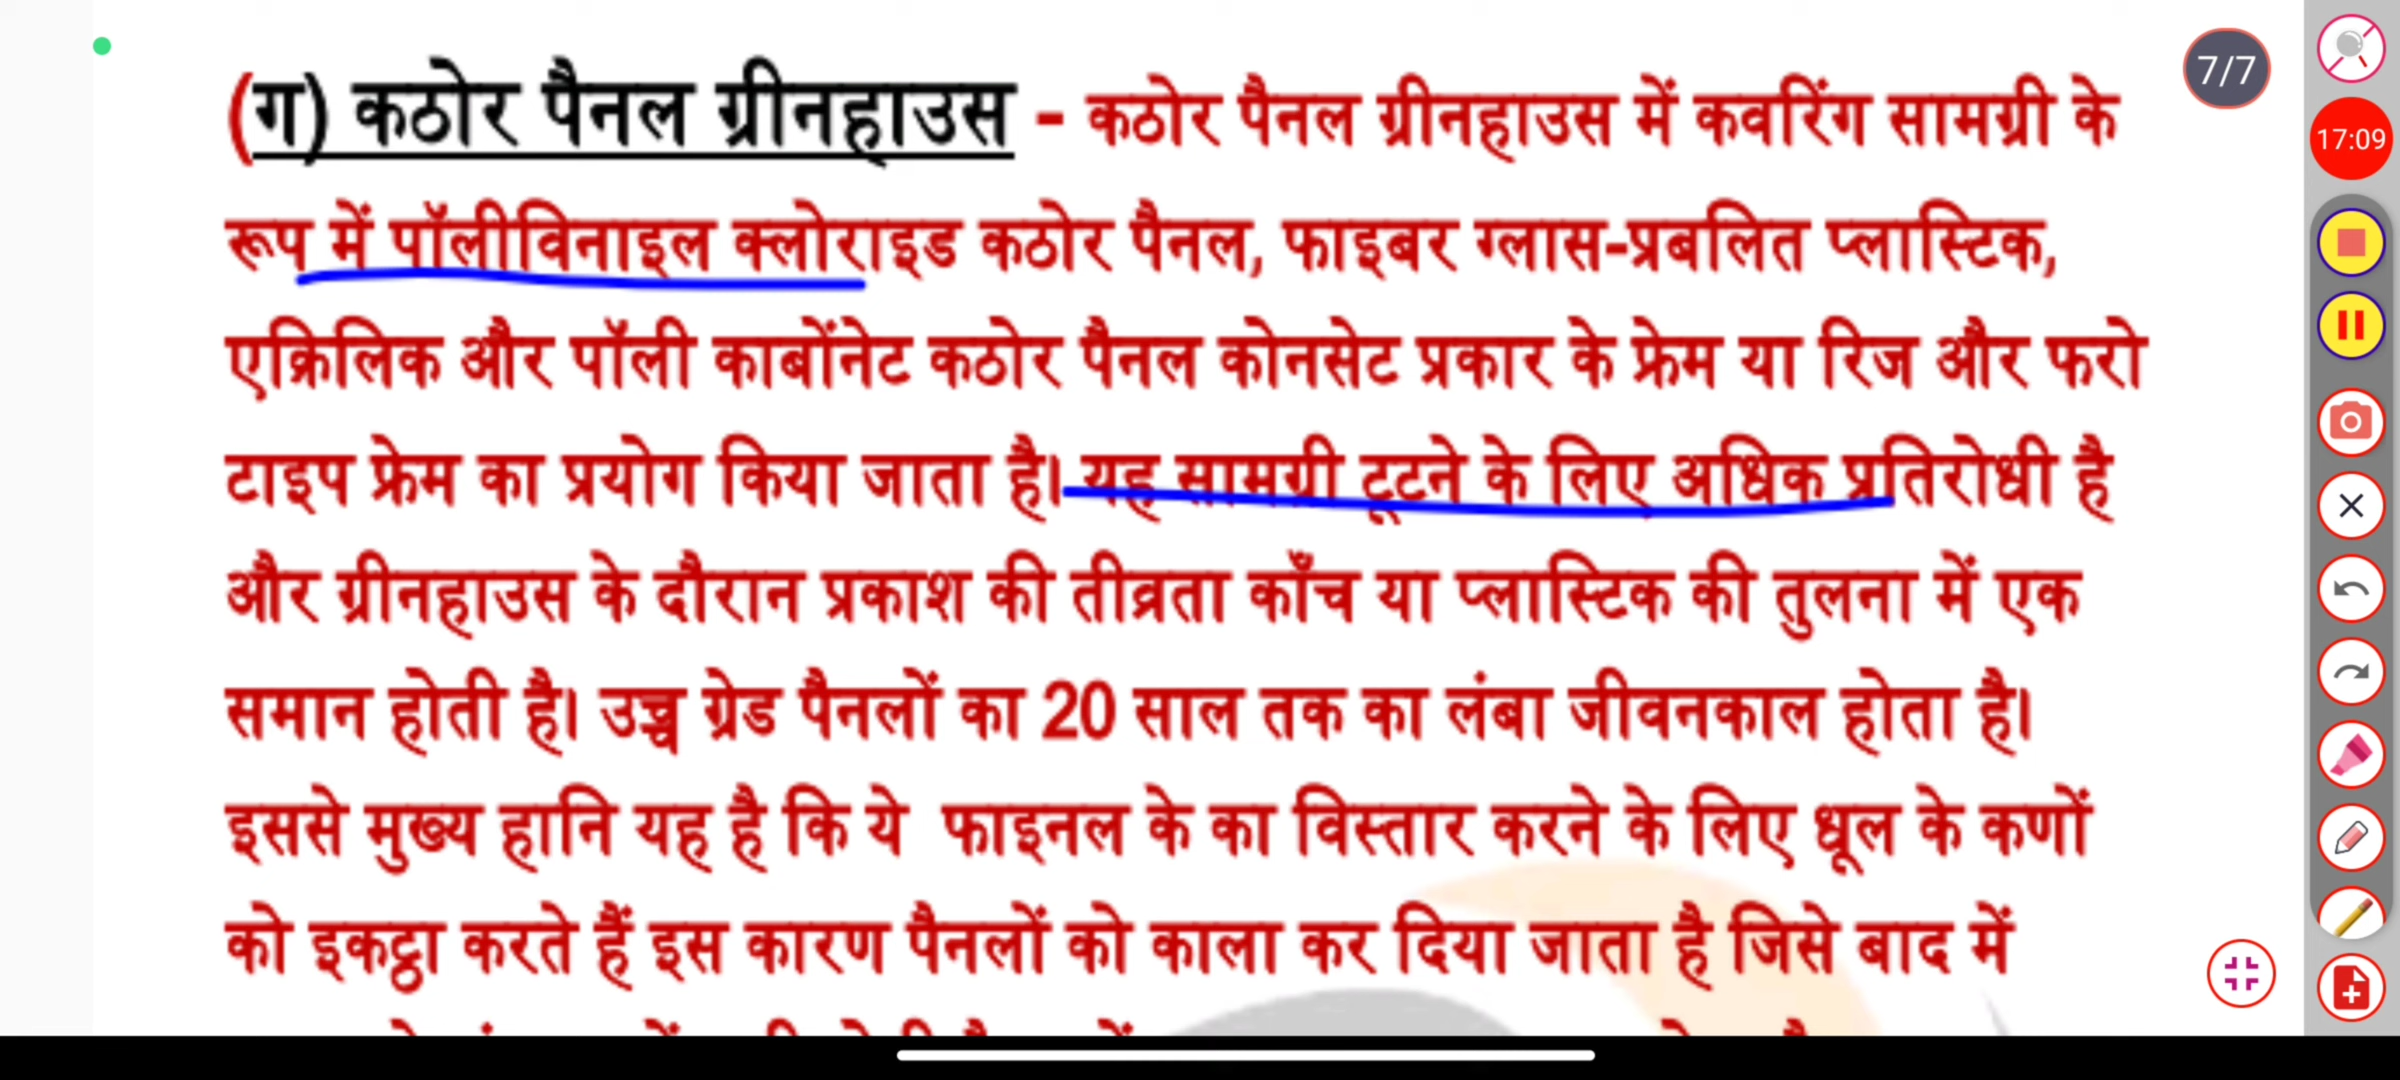 (ग) कठोर पैनल ग्रीनहाउस - कठोर पैनल ग्रीनहाउस में कवरिंग सामग्री के
7/7
17:09
रूप में पॉलीविनाइल क्लोराइड कठोर पैनल, फाइबर ग्लास-प्रबलित प्लास्टिक,
एक्रिलिक और पॉली कार्बोनेट कठोर पैनल कोनसेट प्रकार के फ्रेम या रिज और फरो
टाइप फ्रेम का प्रयोग किया जाता है। यह सामग्री टूटने के लिए अधिक प्रतिरोधी है
और ग्रीनहाउस के दौरान प्रकाश की तीव्रता काँच या प्लास्टिक की तुलना में एक
समान होती है। उच्च ग्रेड पैनलों का 20 साल तक का लंबा जीवनकाल होता है।
इससे मुख्य हानि यह है कि ये फाइनल के का विस्तार करने के लिए धूल के कणों
को इकट्ठा करते हैं इस कारण पैनलों को काला कर दिया जाता है जिसे बाद में